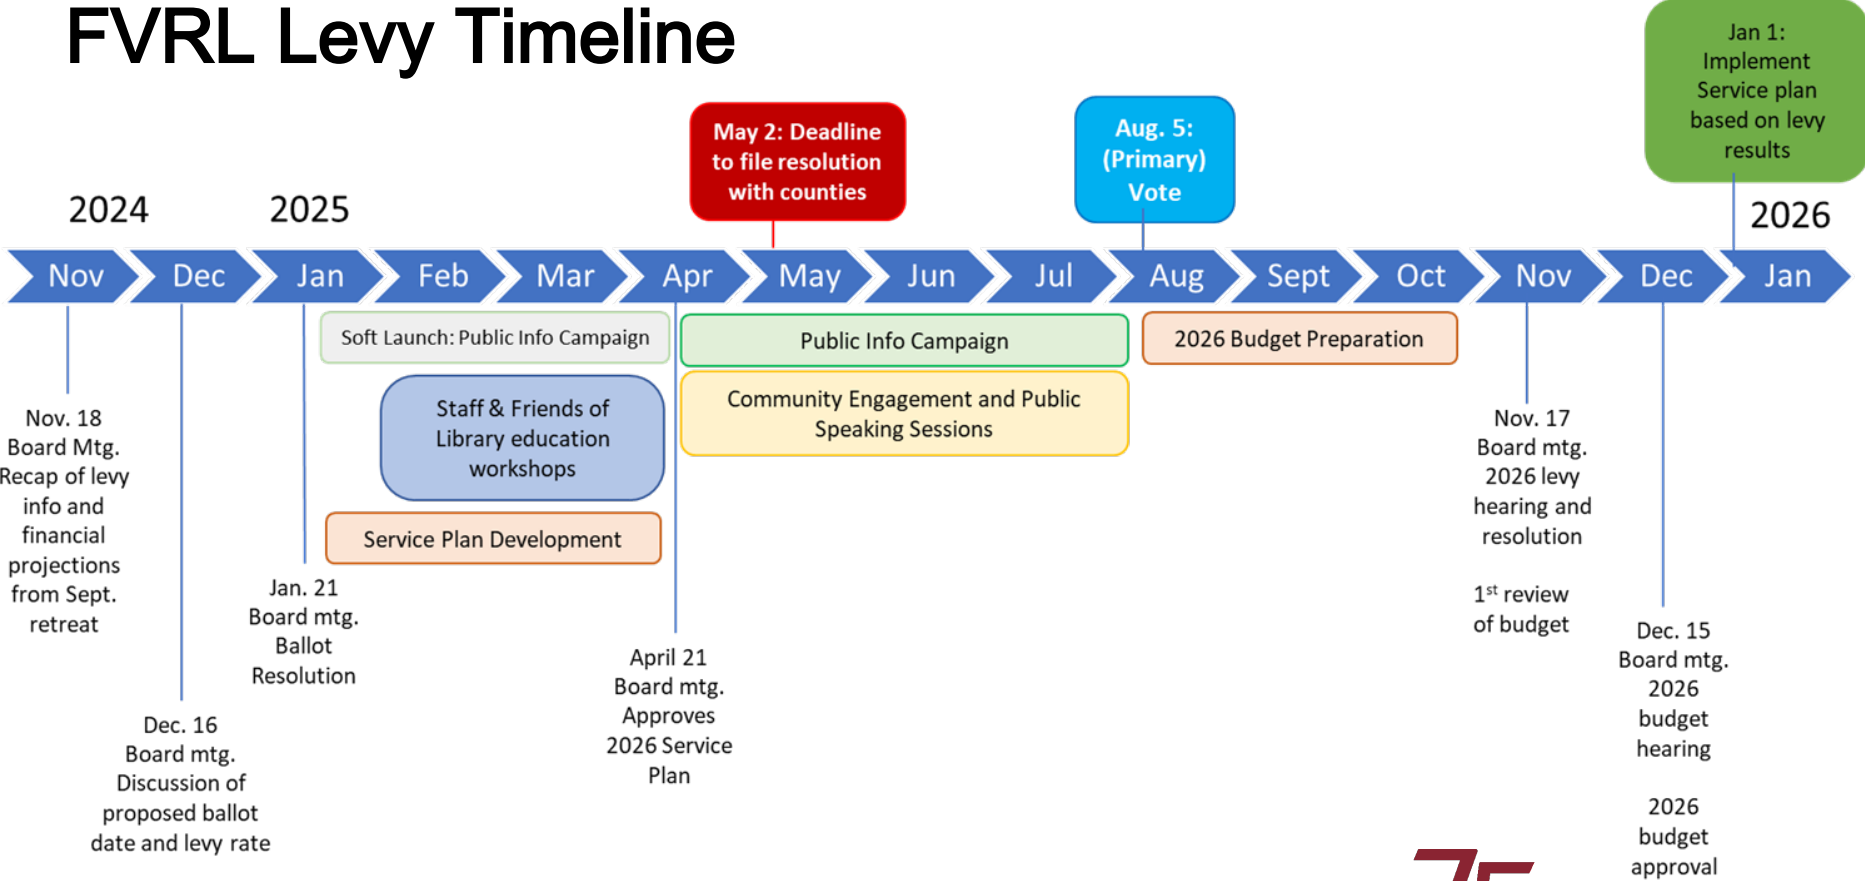 FVRL Levy Timeline
Jan 1:
Implement
Service plan
based on levy
results
May 2: Deadline
to file resolution
with counties
Aug. 5:
(Primary)
Vote
2024
2025
2026
Nov
Dec
Jan
Feb
Mar
Apr
May
Jun
Jul
Aug
Sept
Oct
Nov
Dec
Jan
Soft Launch: Public Info Campaign
Public Info Campaign
2026 Budget Preparation
Staff & Friends of
Library education
workshops
Community Engagement and Public
Speaking Sessions
Service Plan Development
Nov. 18
Board Mtg.
Recap of levy
info and
financial
projections
from Sept.
retreat
Dec. 16
Board mtg.
Discussion of
proposed ballot
date and levy rate
Jan. 21
Board mtg.
Ballot
Resolution
April 21
Board mtg.
Approves
2026 Service
Plan
Nov. 17
Board mtg.
2026 levy
hearing and
resolution
1st review
of budget
Dec. 15
Board mtg.
2026
budget
hearing
2026
budget
approval